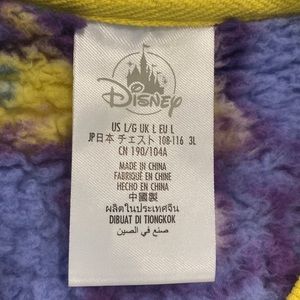 Disney
US L/G UK L EU L
JP日本 チェスト 108-116 3L
CN 190/104A
MADE IN CHINA
FABRIQUÉ EN CHINE
HECHO EN CHINA
中國製
ผลิตในประเทศจีน
DIBUAT DI TIONGKOK
صنع في الصين